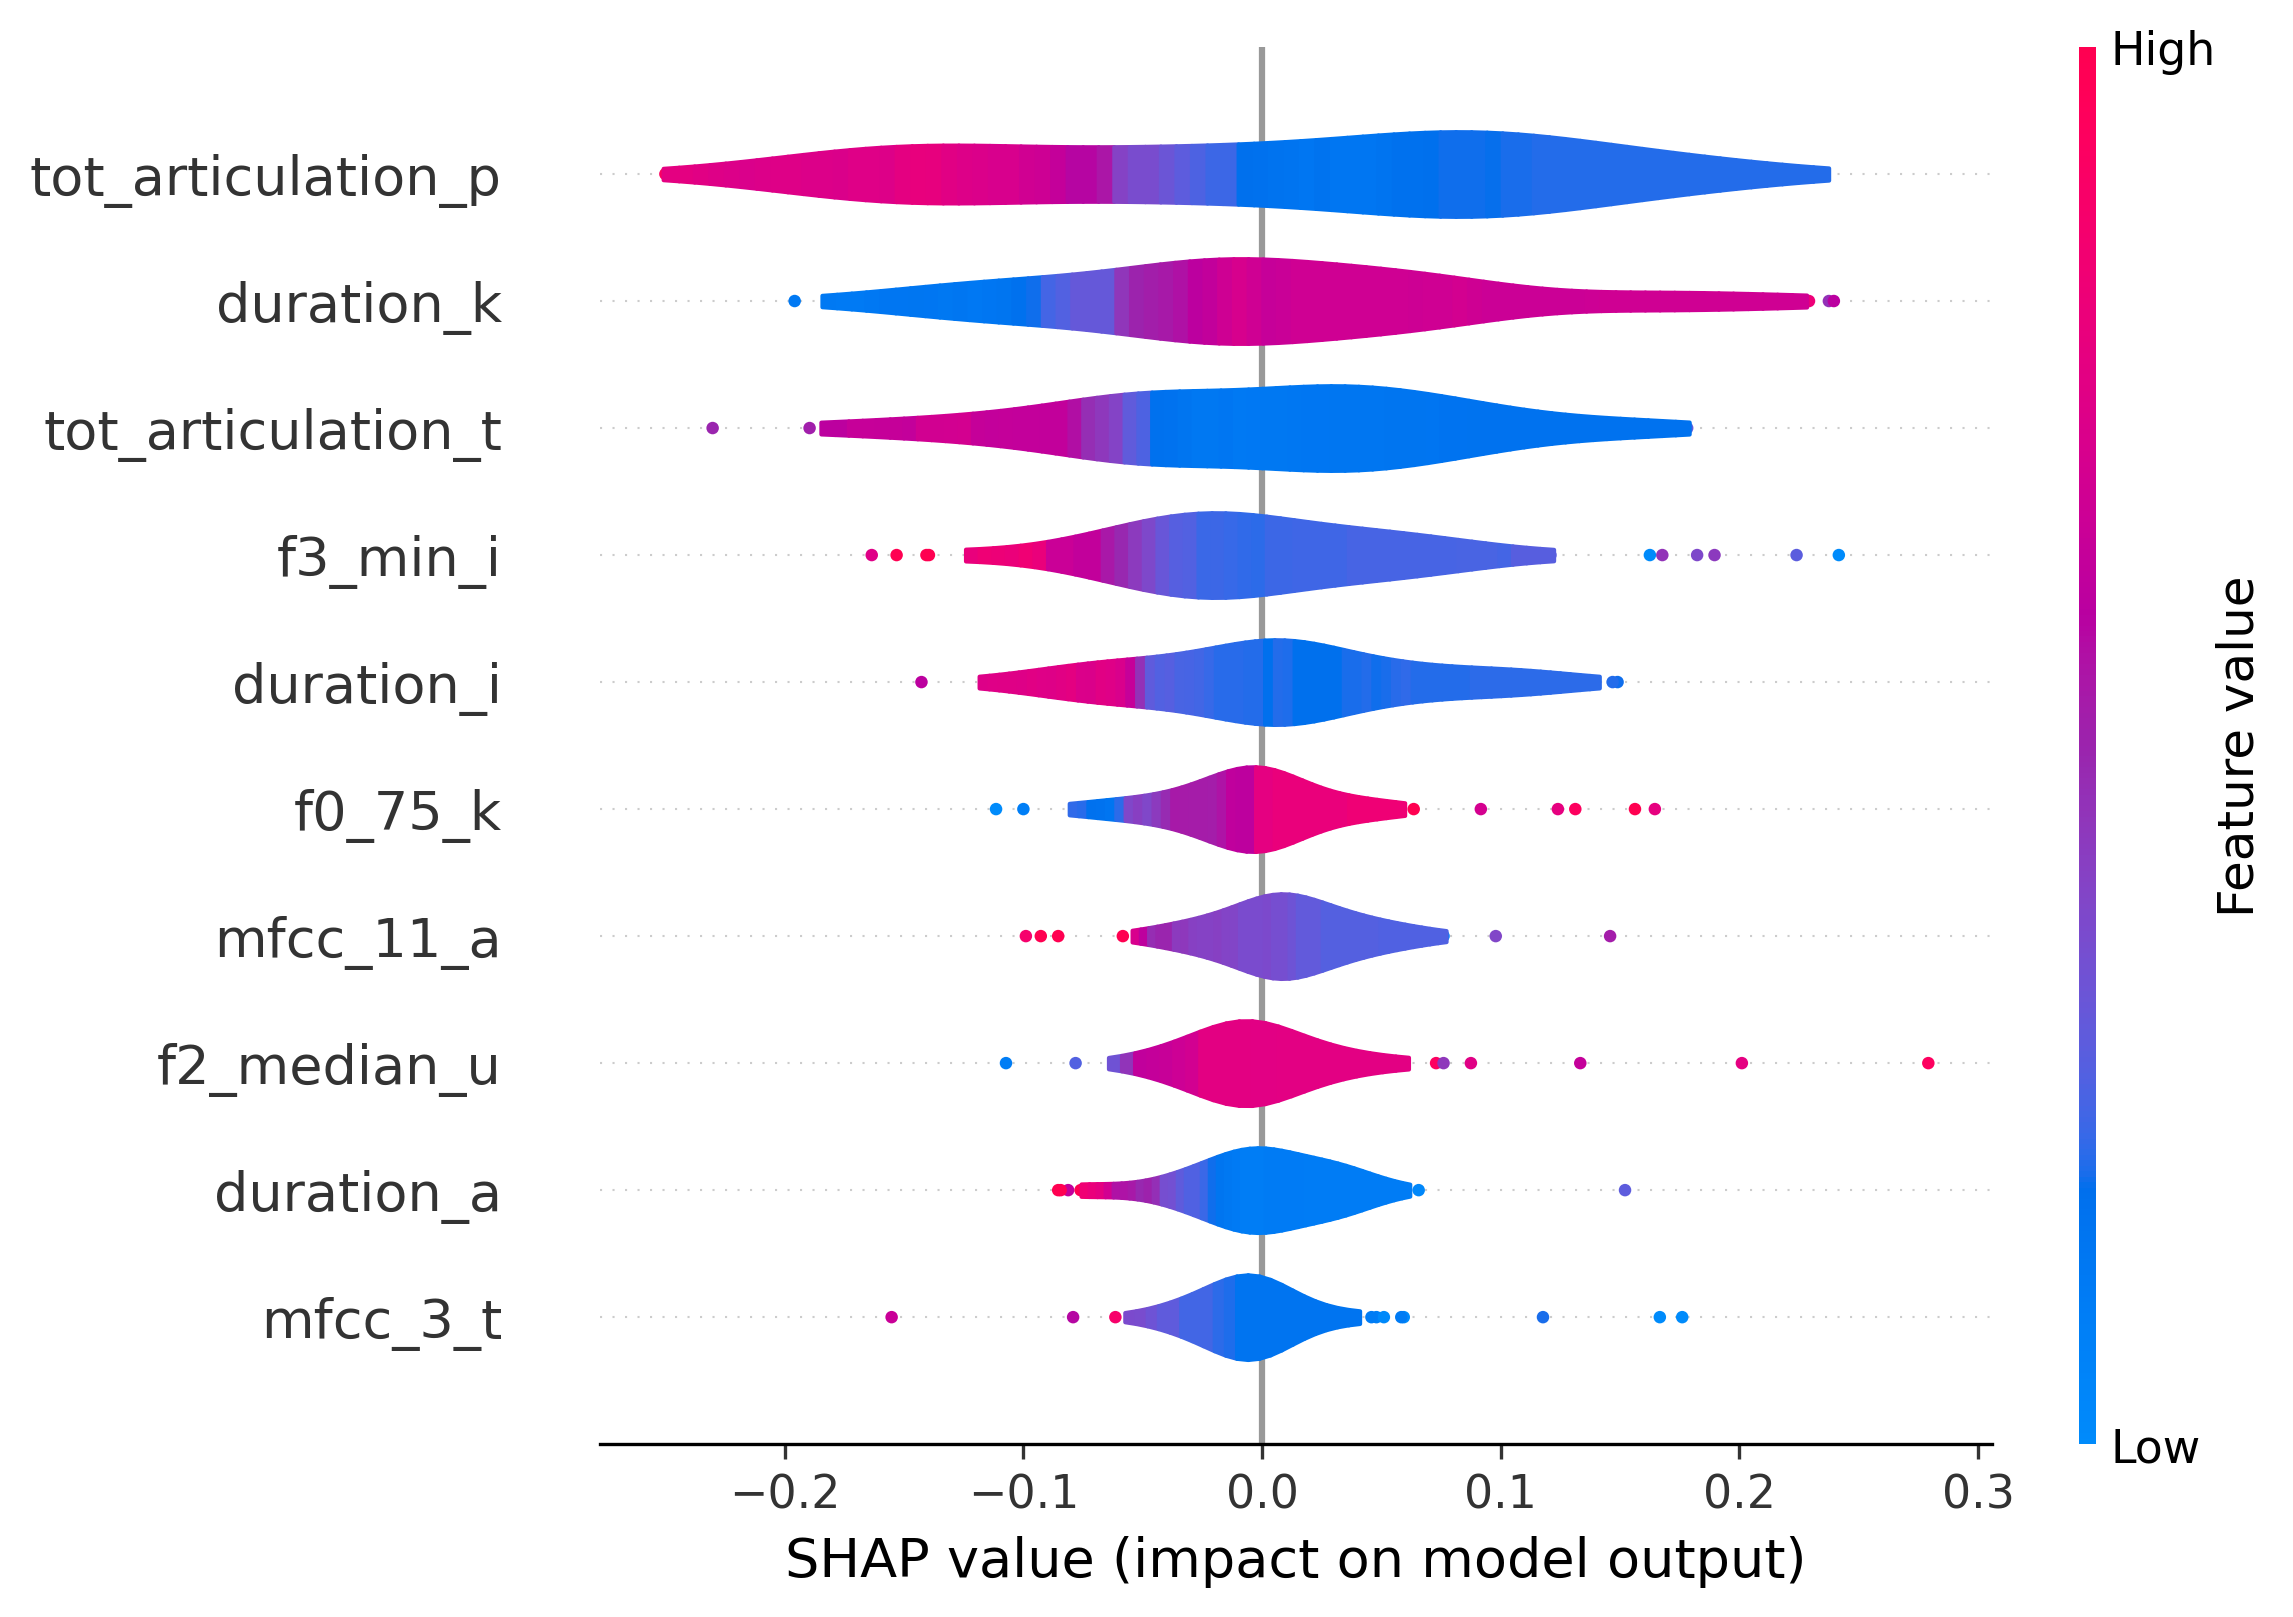 High
tot_articulation_p
duration_k
tot_articulation_t
f3_min_i
duration_i
f0_75_k
mfcc_11_a
f2_median_u
duration_a
mfcc_3_t
Feature value
Low
−0.2 −0.1 0.0 0.1 0.2 0.3
SHAP value (impact on model output)